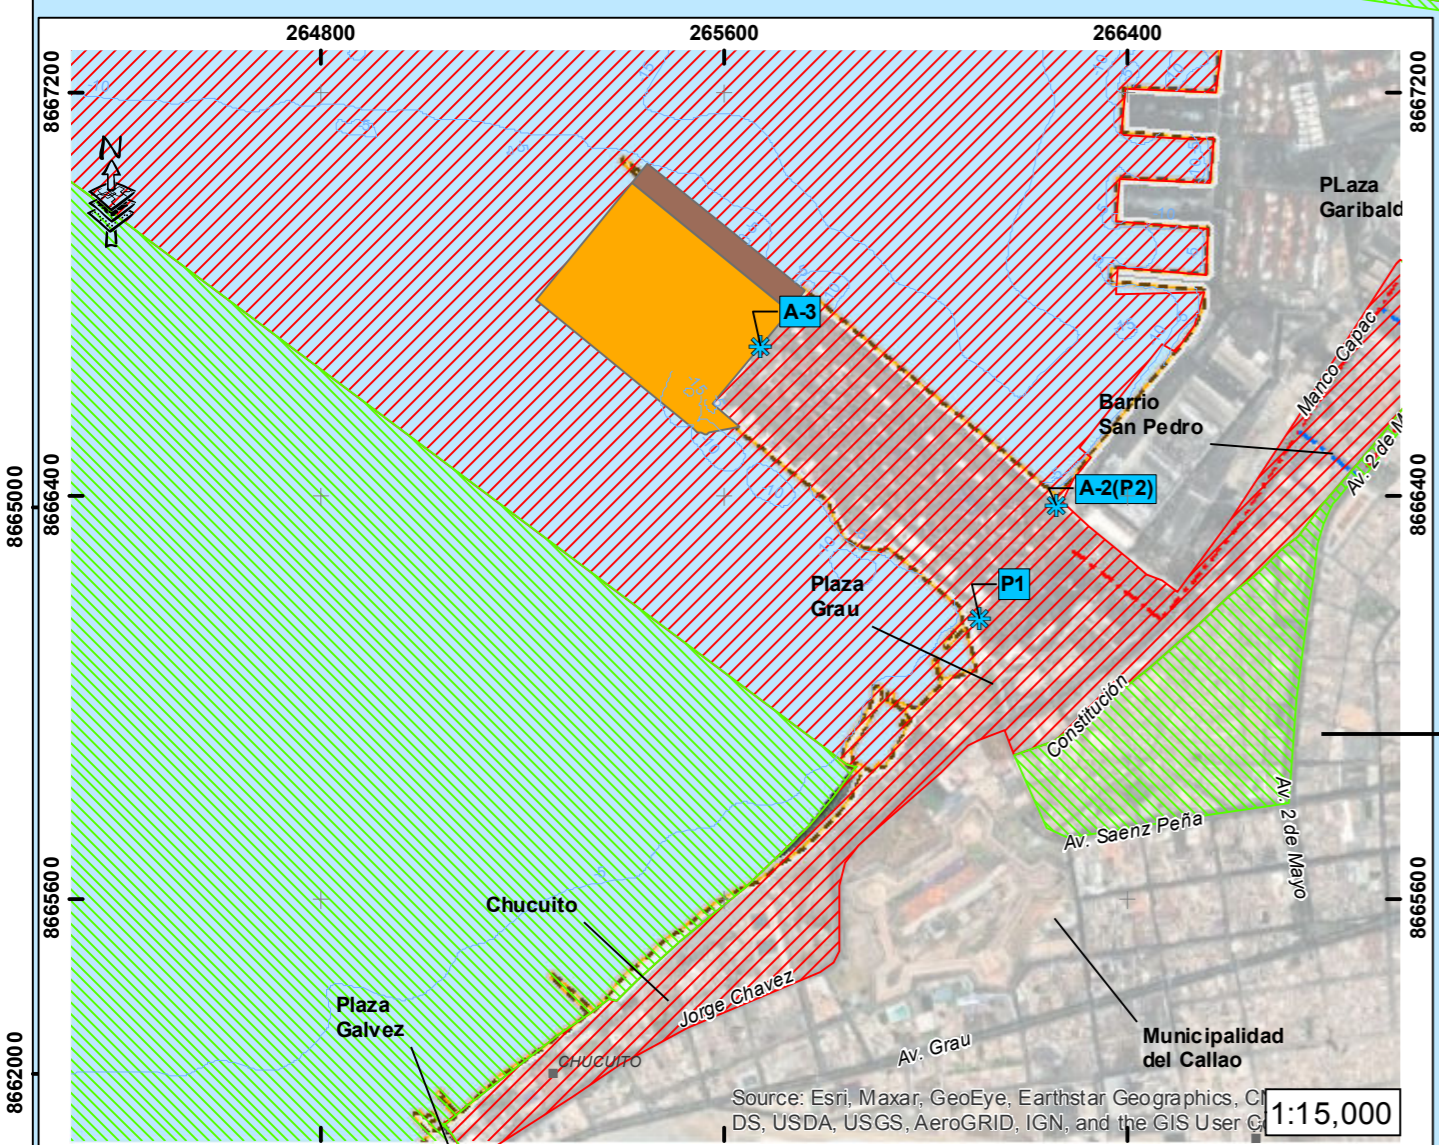 264800
265600
266400
8667200
8667200
N
PLaza
Garibald
A-3
Manco Capac
Barrio
San Pedro
Av. 2 de M
A-2(P2)
8665000
8666400
8666400
Plaza
Grau
P1
Constitución
Av. Saenz Peña
Av. 2 de Mayo
Chucuito
8665600
8665600
Jorge Chavez
Plaza
Galvez
Av. Grau
Municipalidad
del Callao
CHUCUITO
8662000
Source: Esri, Maxar, GeoEye, Earthstar Geographics, CN
DS, USDA, USGS, AeroGRID, IGN, and the GIS User C
1:15,000